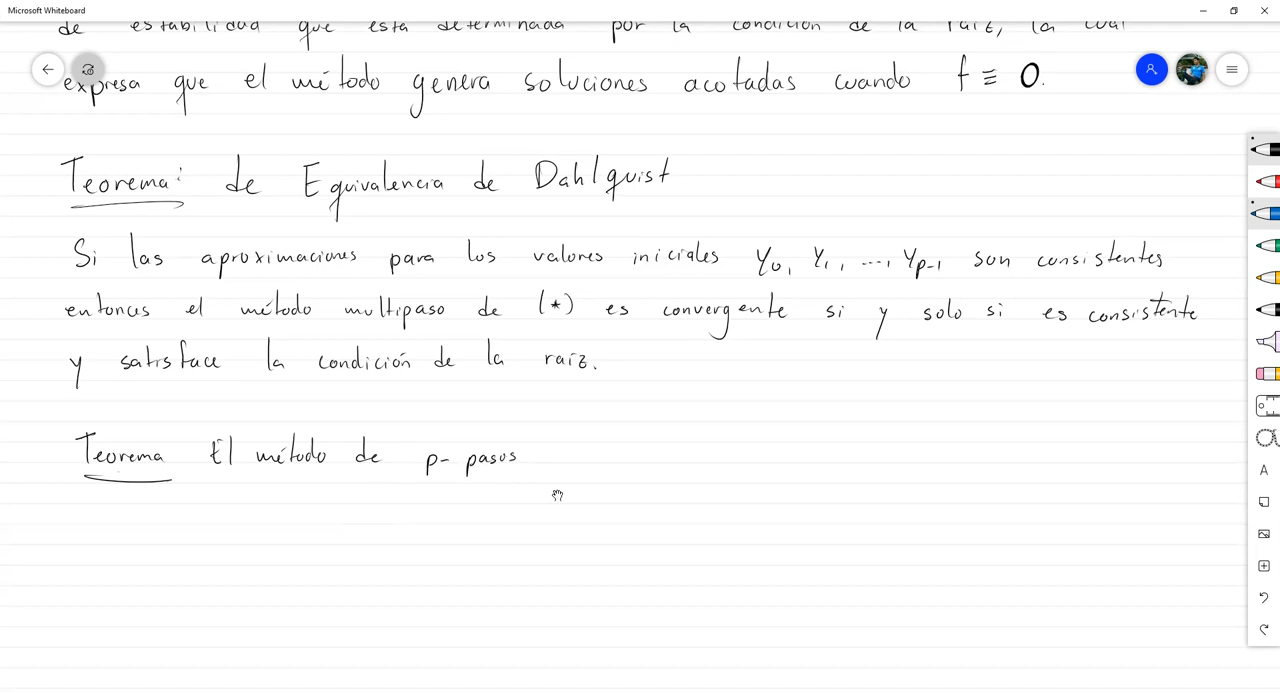 Microsoft Whiteboard
de estabilidad que está determinada por la condición de la raíz, la cual
expresa que el método genera soluciones acotadas cuando f ≡ 0.
Teorema: de Equivalencia de Dahlquist
Si las aproximaciones para los valores iniciales y₀, y₁, ..., yₚ₋₁ son consistentes
entonces el método multipaso de (*) es convergente si y solo si es consistente
y satisface la condición de la raíz.
Teorema El método de p- pasos
A